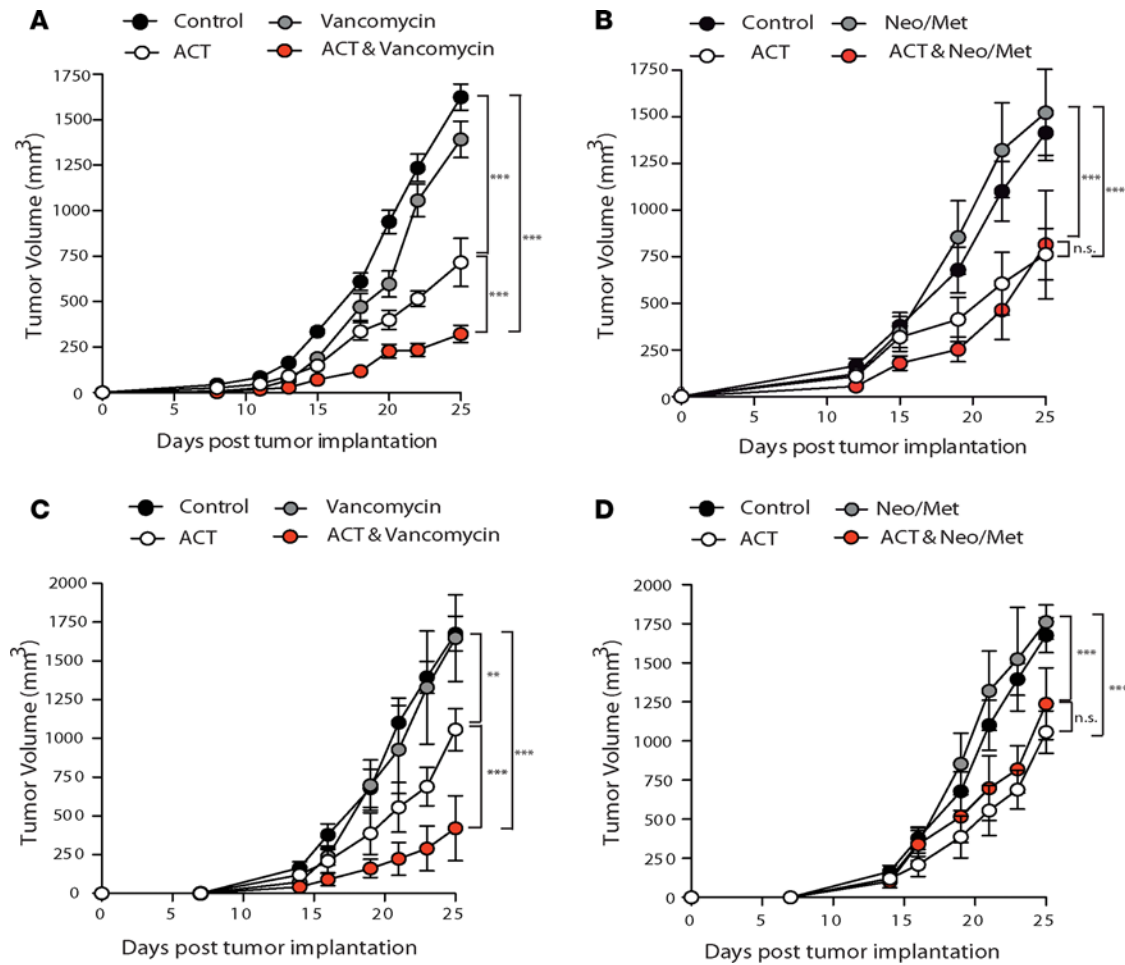 A
Control
Vancomycin
ACT
ACT & Vancomycin
1750
1500
1250
1000
750
500
250
0
Tumor Volume (mm3)
0 5 10 15 20 25
Days post tumor implantation
***
***
***
B
Control
Neo/Met
ACT
ACT & Neo/Met
1750
1500
1250
1000
750
500
250
0
Tumor Volume (mm3)
0 5 10 15 20 25
Days post tumor implantation
***
***
n.s.
C
Control
Vancomycin
ACT
ACT & Vancomycin
2000
1750
1500
1250
1000
750
500
250
0
Tumor Volume (mm3)
0 5 10 15 20 25
Days post tumor implantation
**
***
***
D
Control
Neo/Met
ACT
ACT & Neo/Met
2000
1750
1500
1250
1000
750
500
250
0
Tumor Volume (mm3)
0 5 10 15 20 25
Days post tumor implantation
***
***
n.s.